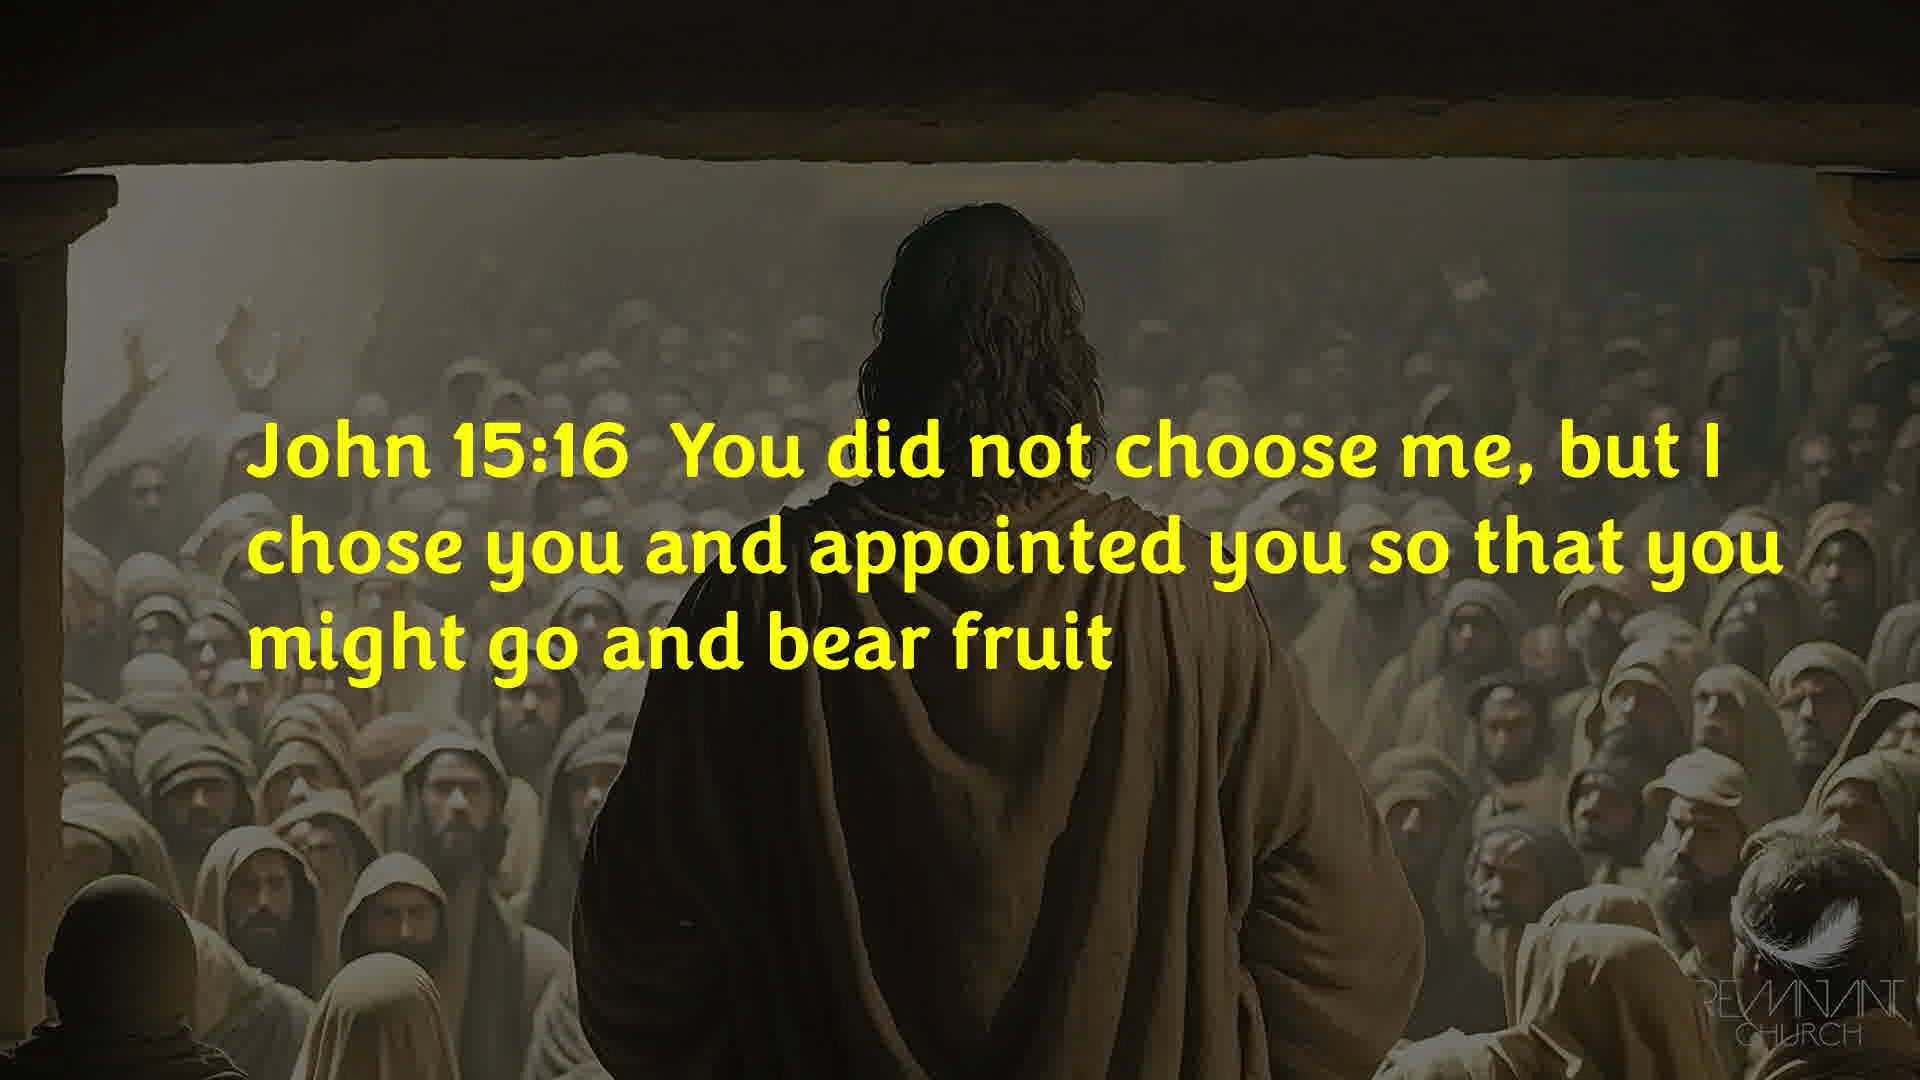 John 15:16  You did not choose me, but I
chose you and appointed you so that you
might go and bear fruit
REMNANT
CHURCH